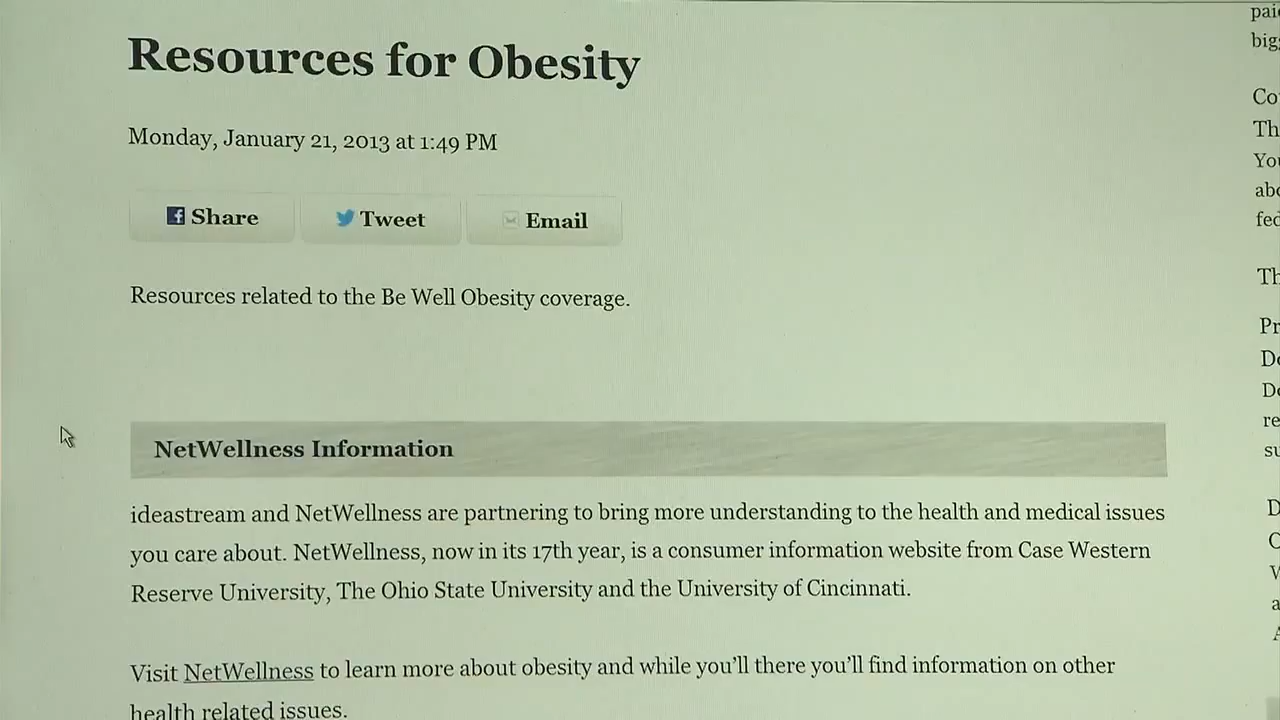 Resources for Obesity
Monday, January 21, 2013 at 1:49 PM
Share Tweet Email
Resources related to the Be Well Obesity coverage.
NetWellness Information
ideastream and NetWellness are partnering to bring more understanding to the health and medical issues
you care about. NetWellness, now in its 17th year, is a consumer information website from Case Western
Reserve University, The Ohio State University and the University of Cincinnati.
Visit NetWellness to learn more about obesity and while you'll there you'll find information on other
health related issues.